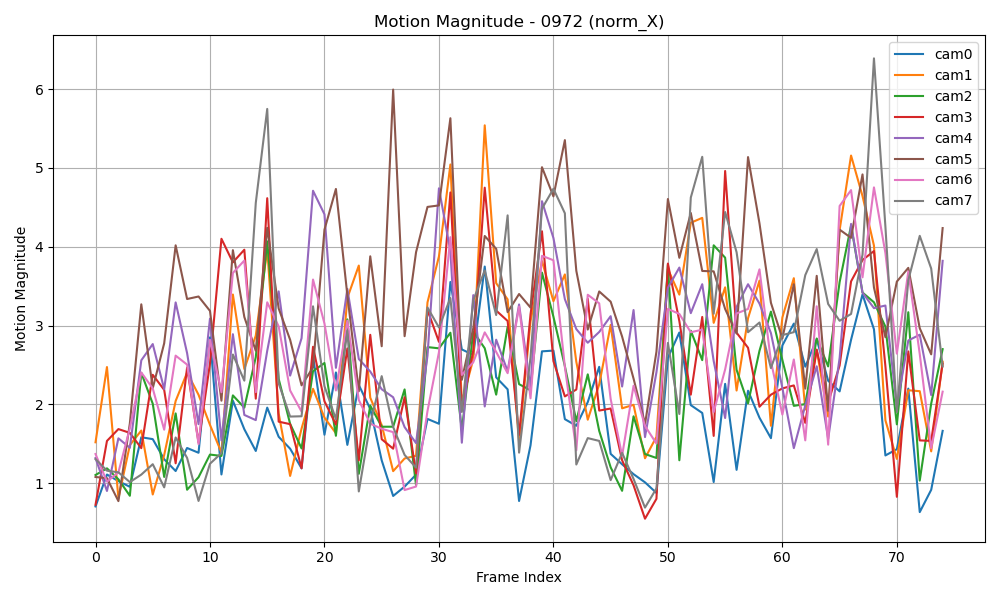 Motion Magnitude - 0972 (norm_X)
Motion Magnitude
6
5
4
3
2
1
0
10
20
30
40
50
60
70
Frame Index
cam0
cam1
cam2
cam3
cam4
cam5
cam6
cam7